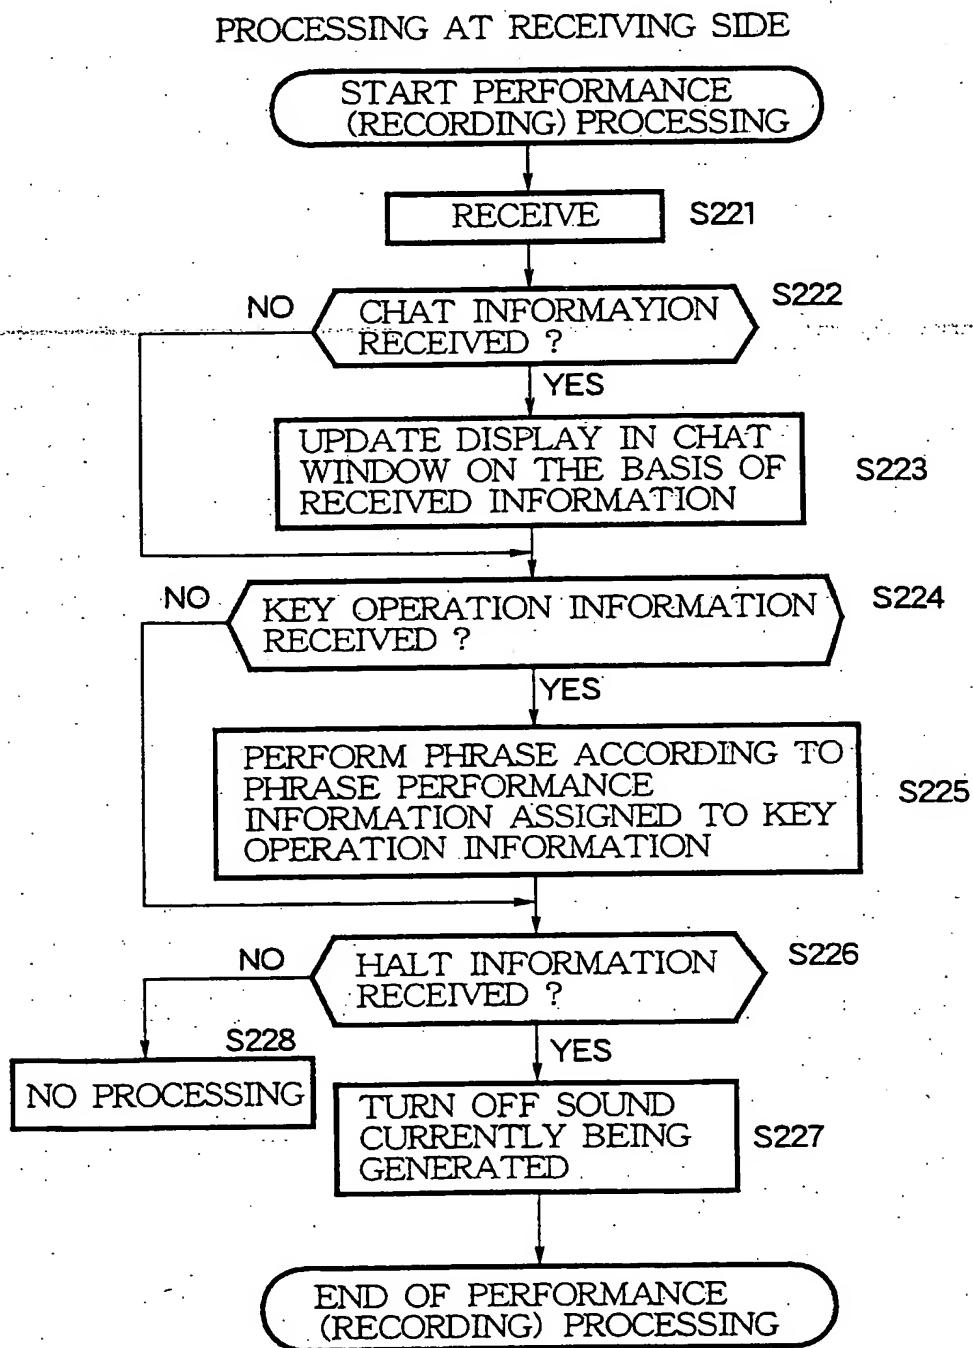 PROCESSING AT RECEIVING SIDE
START PERFORMANCE
(RECORDING) PROCESSING
RECEIVE
S221
NO
CHAT INFORMAYION
RECEIVED ?
S222
YES
UPDATE DISPLAY IN CHAT
WINDOW ON THE BASIS OF
RECEIVED INFORMATION
S223
NO
KEY OPERATION INFORMATION
RECEIVED ?
S224
YES
PERFORM PHRASE ACCORDING TO
PHRASE PERFORMANCE
INFORMATION ASSIGNED TO KEY
OPERATION INFORMATION
S225
NO
HALT INFORMATION
RECEIVED ?
S226
S228
NO PROCESSING
YES
TURN OFF SOUND
CURRENTLY BEING
GENERATED
S227
END OF PERFORMANCE
(RECORDING) PROCESSING